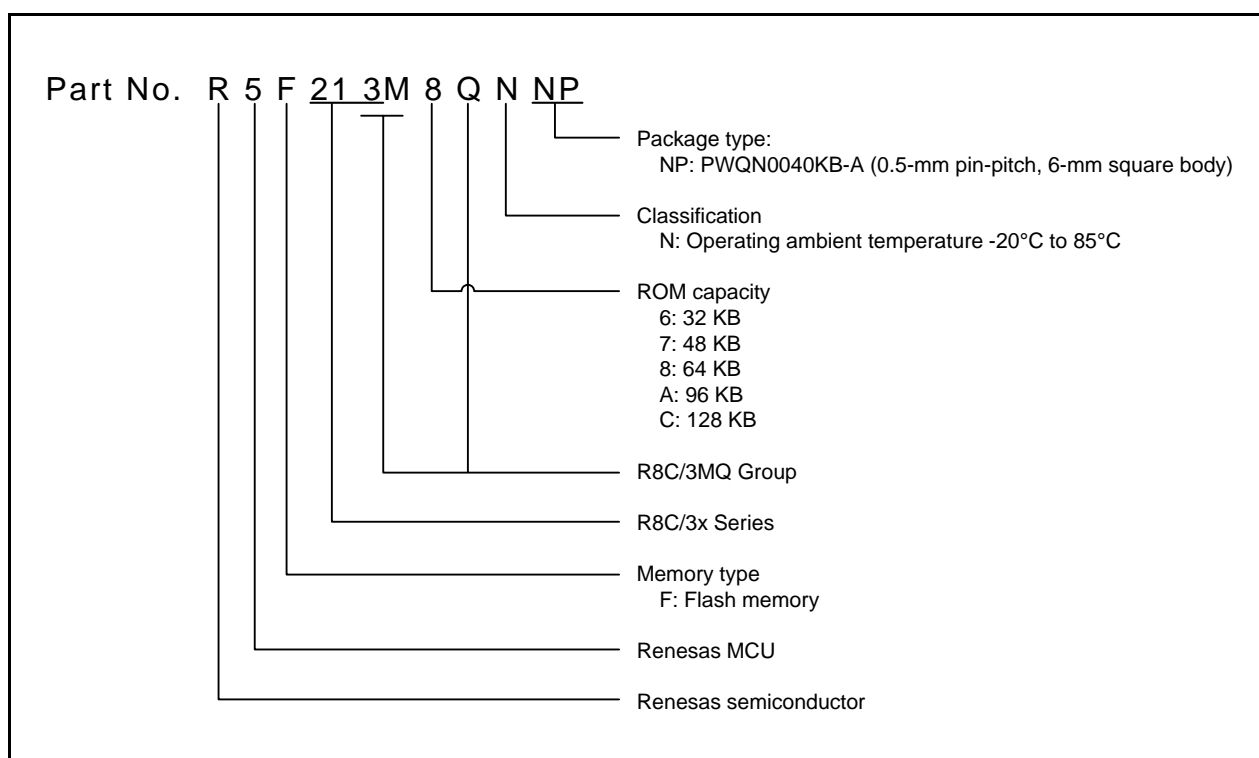 Part No. R 5 F 21 3M 8 Q N NP
Package type:
NP: PWQN0040KB-A (0.5-mm pin-pitch, 6-mm square body)
Classification
N: Operating ambient temperature -20°C to 85°C
ROM capacity
6: 32 KB
7: 48 KB
8: 64 KB
A: 96 KB
C: 128 KB
R8C/3MQ Group
R8C/3x Series
Memory type
F: Flash memory
Renesas MCU
Renesas semiconductor